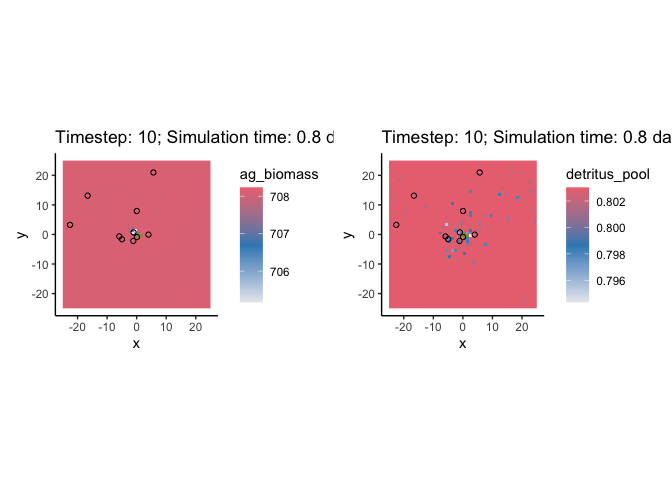 Timestep: 10; Simulation time: 0.8 d
ag_biomass
708
707
706
20
10
0
-10
-20
y
-20 -10 0 10 20
x
Timestep: 10; Simulation time: 0.8 da
detritus_pool
0.802
0.800
0.798
0.796
20
10
0
-10
-20
y
-20 -10 0 10 20
x